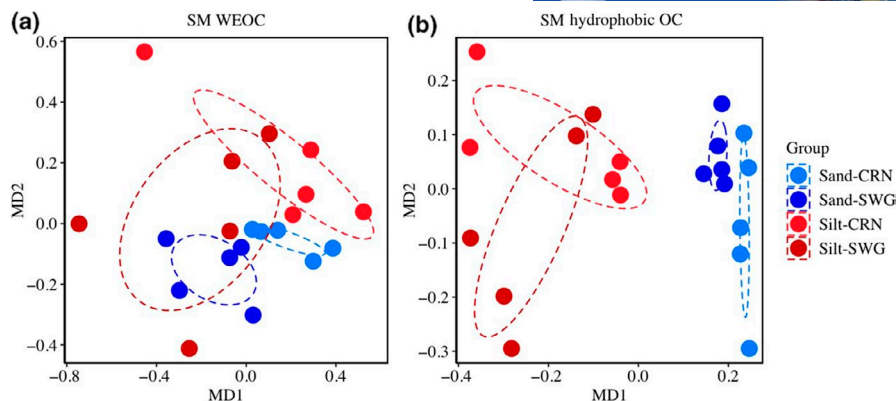 (a) SM WEOC
0.6
0.4
0.2
0.0
−0.2
−0.4
MD2
−0.8 −0.4 0.0 0.4
MD1
(b) SM hydrophobic OC
0.2
0.1
0.0
−0.1
−0.2
−0.3
MD2
−0.4 −0.2 0.0 0.2
MD1
Group
Sand-CRN
Sand-SWG
Silt-CRN
Silt-SWG